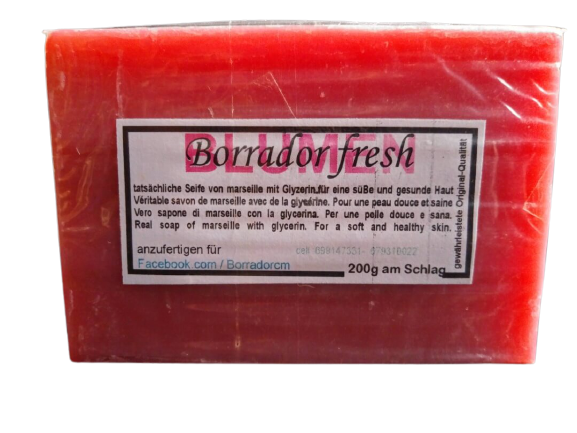 BLUMEN
Borrador fresh
tatsächliche Seife von marseille mit Glyzerin,für eine süße und gesunde Haut
Véritable savon de marseille avec de la glycérine. Pour une peau douce et saine
Vero sapone di marseille con la glycerina. Per une pelle douce e sana.
Real soap of marseille with glycerin. For a soft and healthy skin.
anzufertigen für
cell
Facebook.com / Borradorcm
200g am Schlag
gewährleistete Original-Qualität